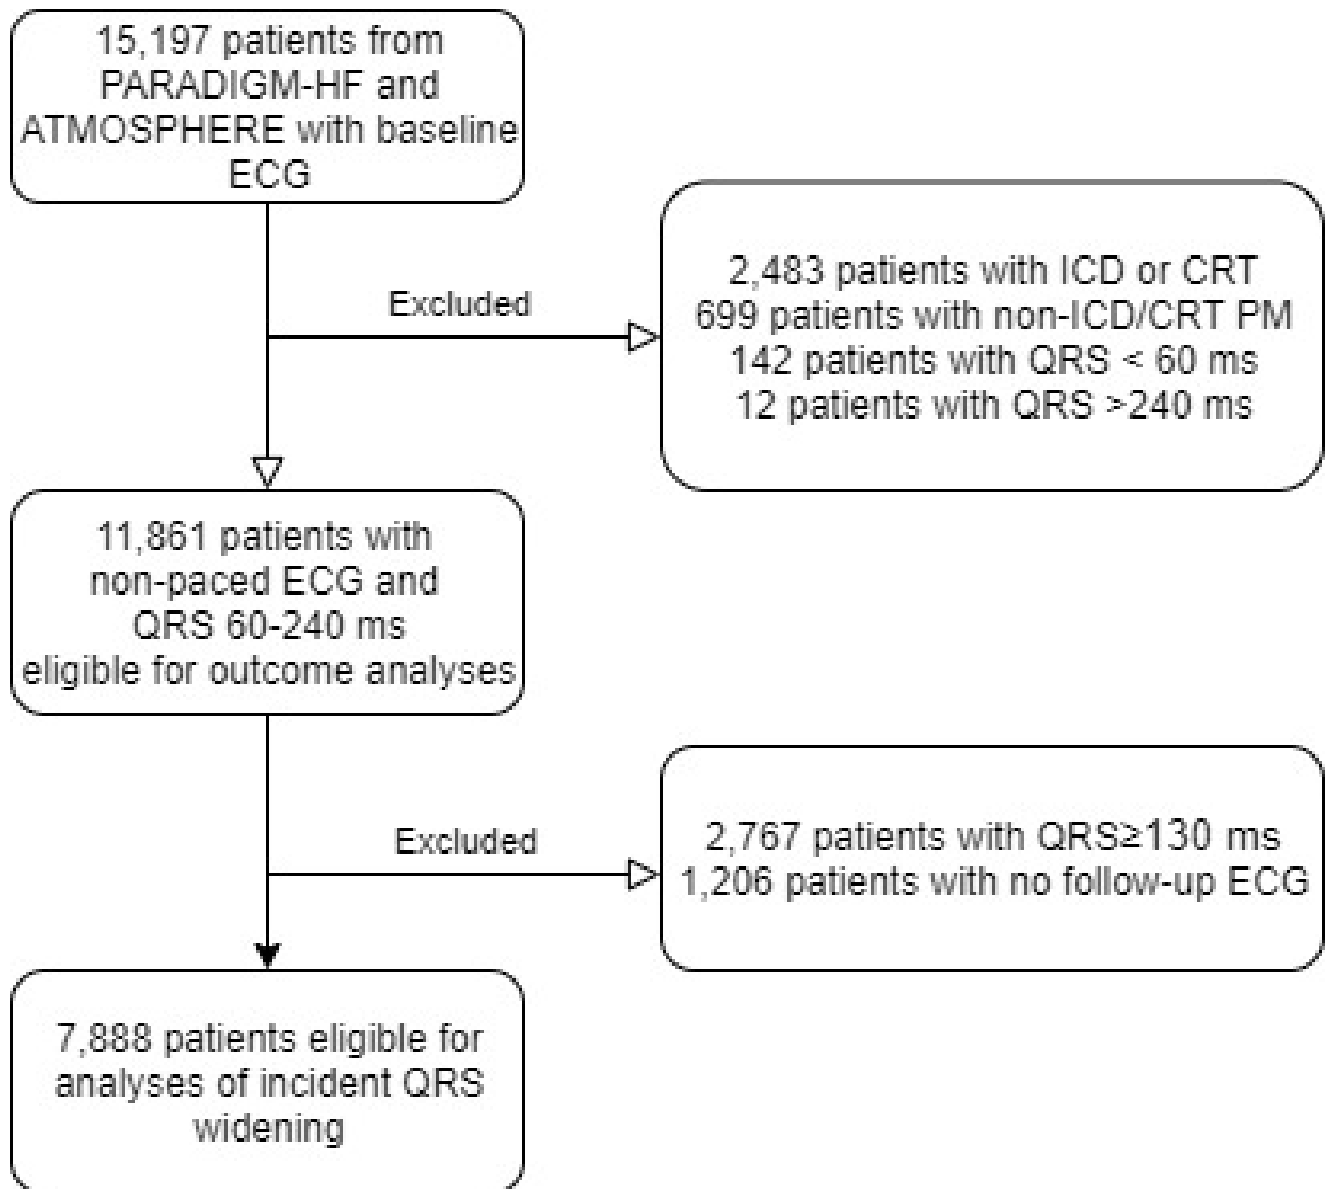 15,197 patients from
PARADIGM-HF and
ATMOSPHERE with baseline
ECG
Excluded
2,483 patients with ICD or CRT
699 patients with non-ICD/CRT PM
142 patients with QRS < 60 ms
12 patients with QRS >240 ms
11,861 patients with
non-paced ECG and
QRS 60-240 ms
eligible for outcome analyses
Excluded
2,767 patients with QRS≥130 ms
1,206 patients with no follow-up ECG
7,888 patients eligible for
analyses of incident QRS
widening